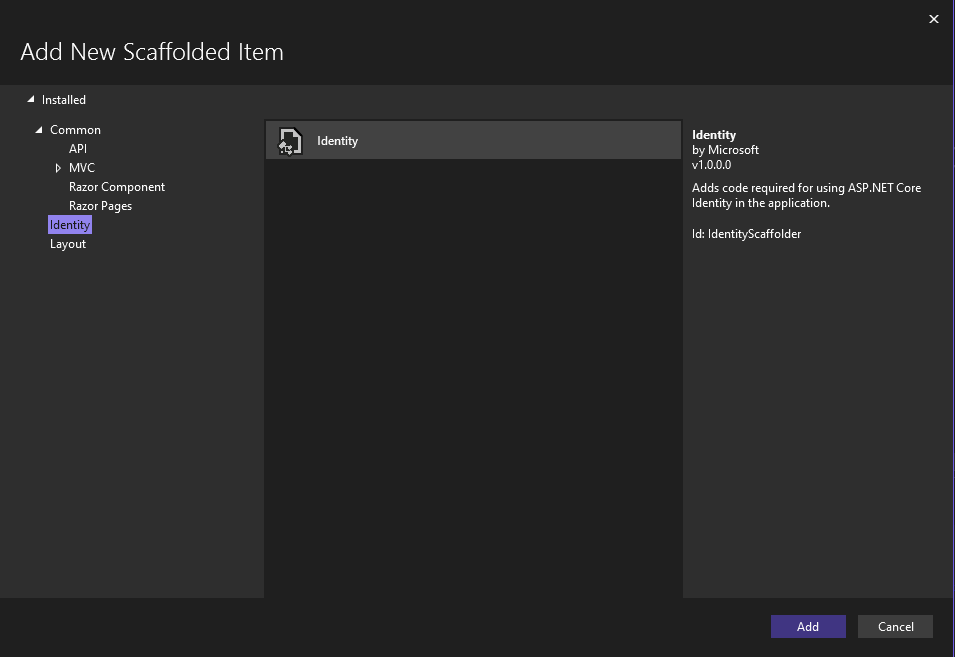 Add New Scaffolded Item
Installed
Common
API
MVC
Razor Component
Razor Pages
Identity
Layout
Identity
Identity
by Microsoft
v1.0.0.0
Adds code required for using ASP.NET Core
Identity in the application.
Id: IdentityScaffolder
Add
Cancel